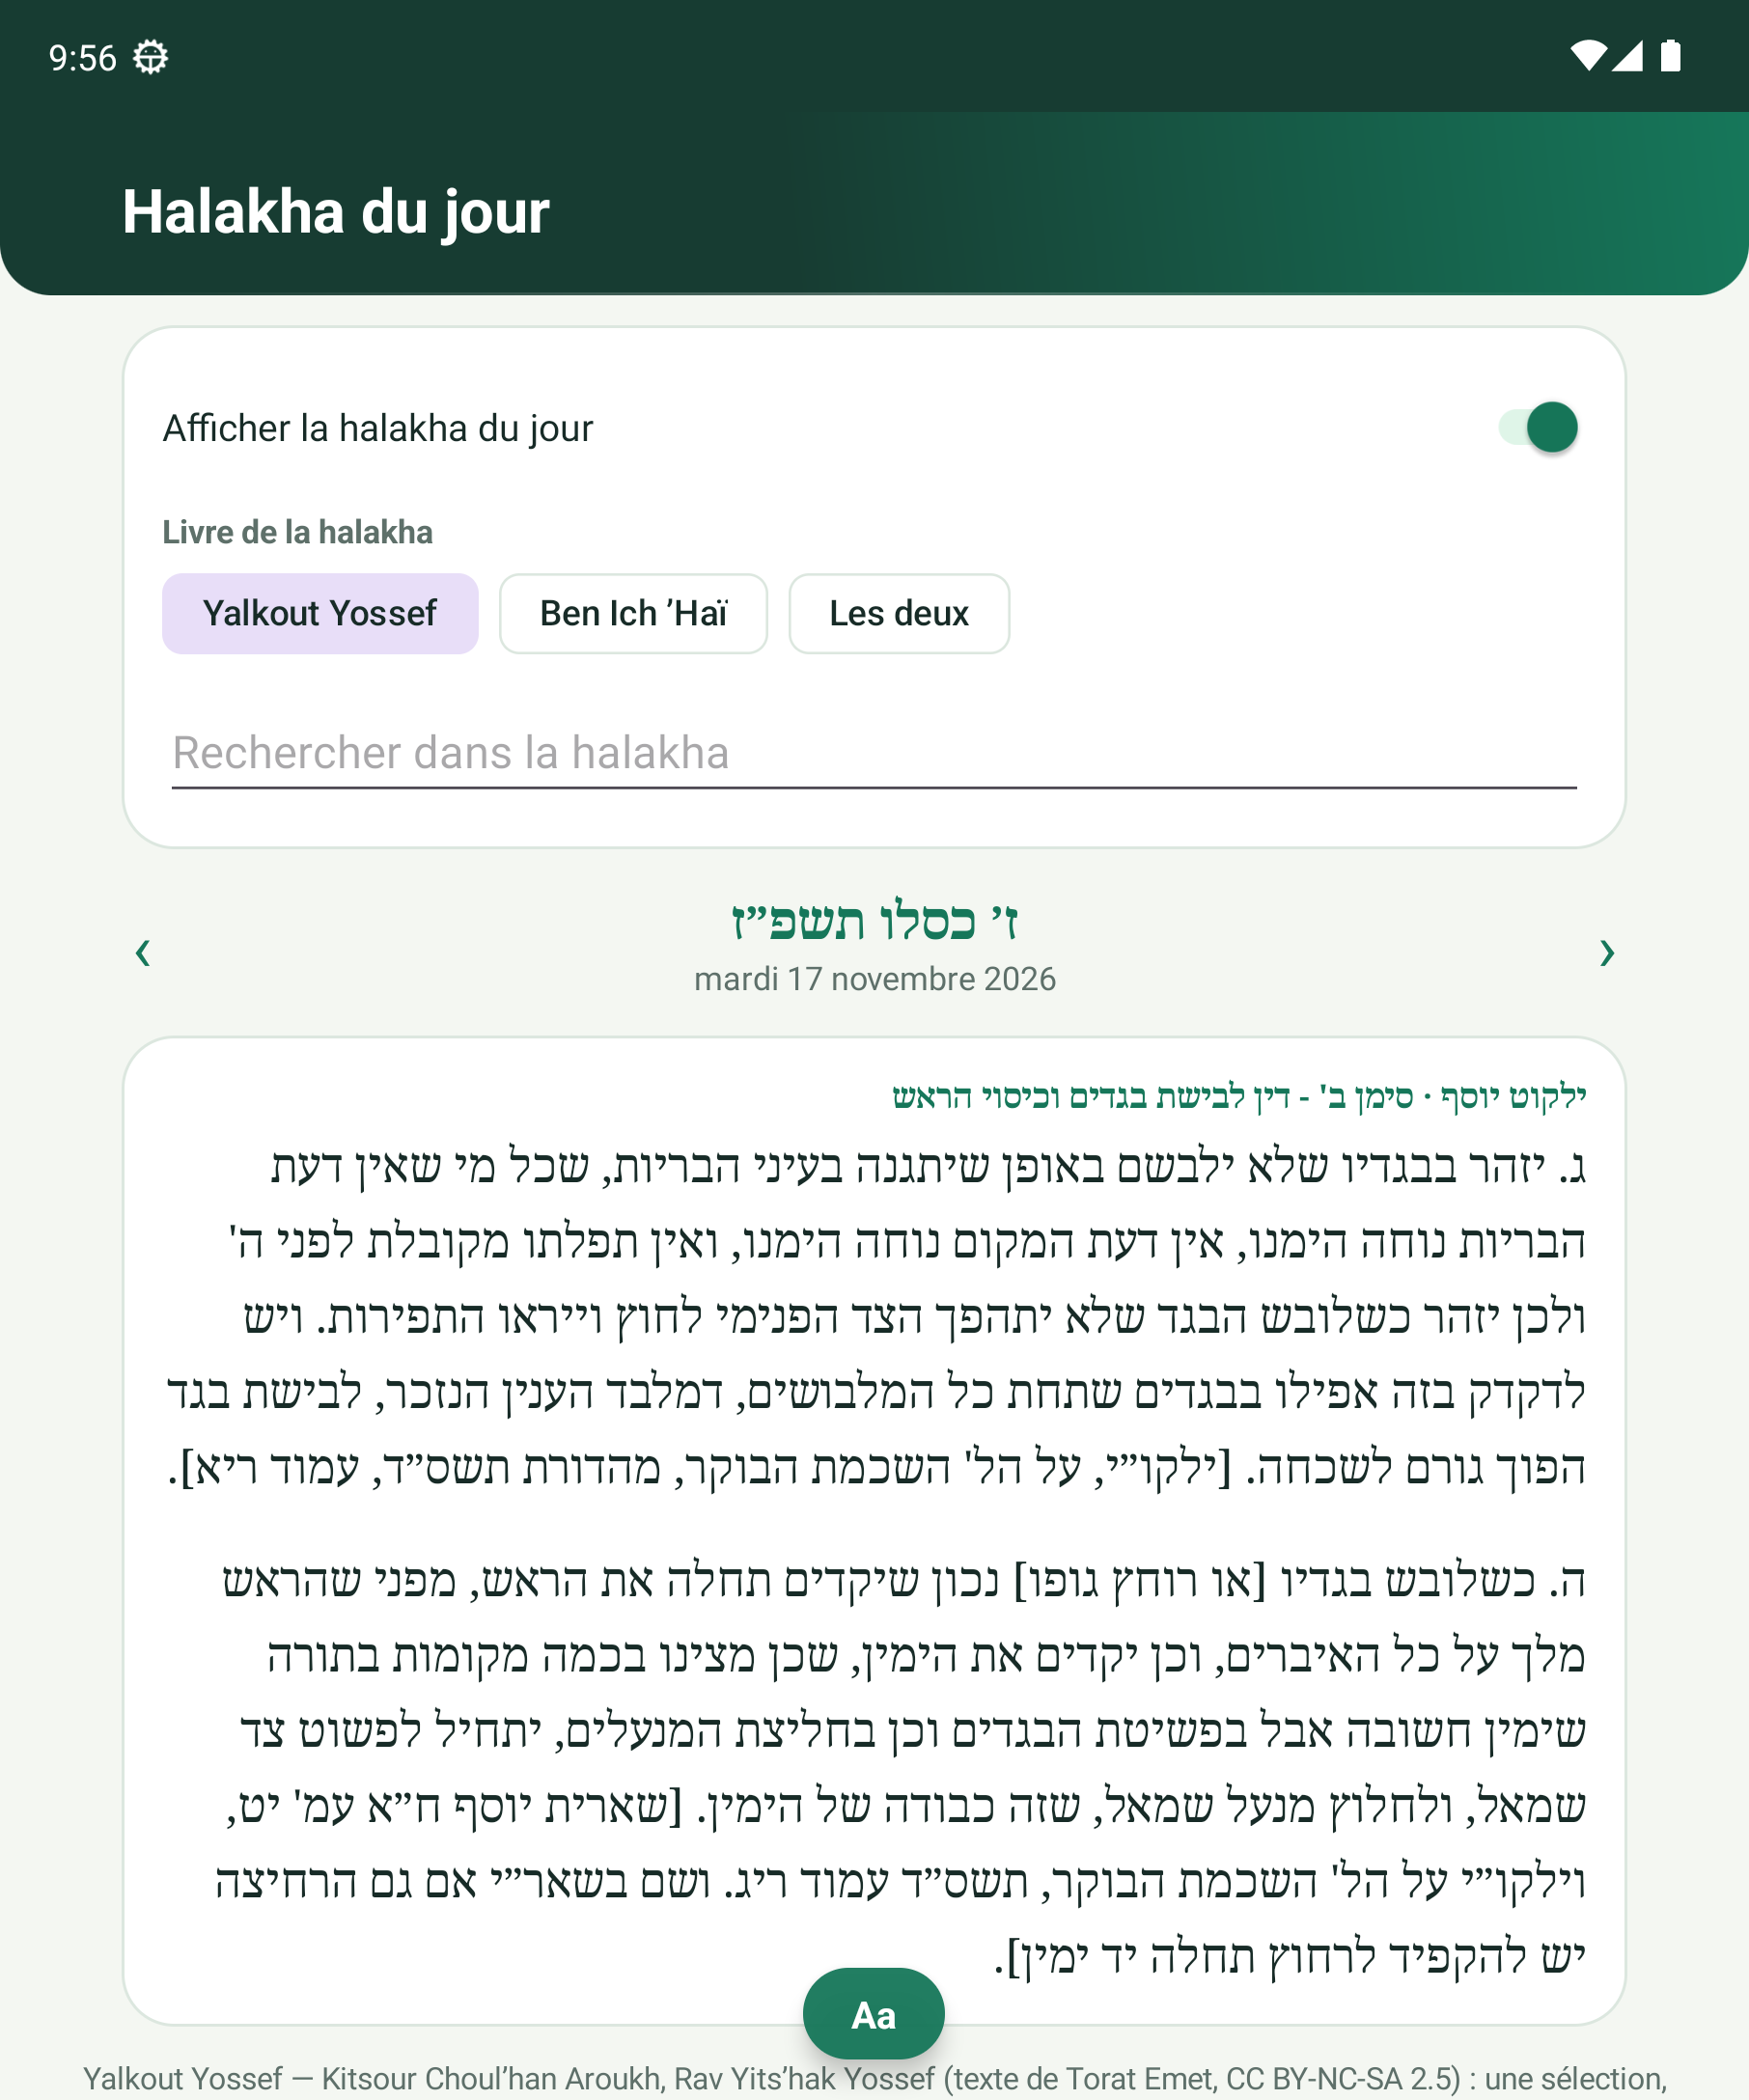 9:56
Halakha du jour
Afficher la halakha du jour
Livre de la halakha
Yalkout Yossef
Ben Ich ’Haï
Les deux
Rechercher dans la halakha
ז’ כסלו תשפ”ז
mardi 17 novembre 2026
‹
›
ילקוט יוסף · סימן ב' - דין לבישת בגדים וכיסוי הראש
ג. יזהר בבגדיו שלא ילבשם באופן שיתגנה בעיני הבריות, שכל מי שאין דעת
הבריות נוחה הימנו, אין דעת המקום נוחה הימנו, ואין תפלתו מקובלת לפני ה'
ולכן יזהר כשלובש הבגד שלא יתהפך הצד הפנימי לחוץ וייראו התפירות. ויש
לדקדק בזה אפילו בבגדים שתחת כל המלבושים, דמלבד הענין הנזכר, לבישת בגד
הפוך גורם לשכחה. [ילקו”י, על הל' השכמת הבוקר, מהדורת תשס”ד, עמוד ריא].
ה. כשלובש בגדיו [או רוחץ גופו] נכון שיקדים תחלה את הראש, מפני שהראש
מלך על כל האיברים, וכן יקדים את הימין, שכן מצינו בכמה מקומות בתורה
שימין חשובה אבל בפשיטת הבגדים וכן בחליצת המנעלים, יתחיל לפשוט צד
שמאל, ולחלוץ מנעל שמאל, שזה כבודה של הימין. [שארית יוסף ח”א עמ' יט,
וילקו”י על הל' השכמת הבוקר, תשס”ד עמוד ריג. ושם בשאר”י אם גם הרחיצה
יש להקפיד לרחוץ תחלה יד ימין].
Aa
Yalkout Yossef — Kitsour Choul’han Aroukh, Rav Yits’hak Yossef (texte de Torat Emet, CC BY-NC-SA 2.5) : une sélection,